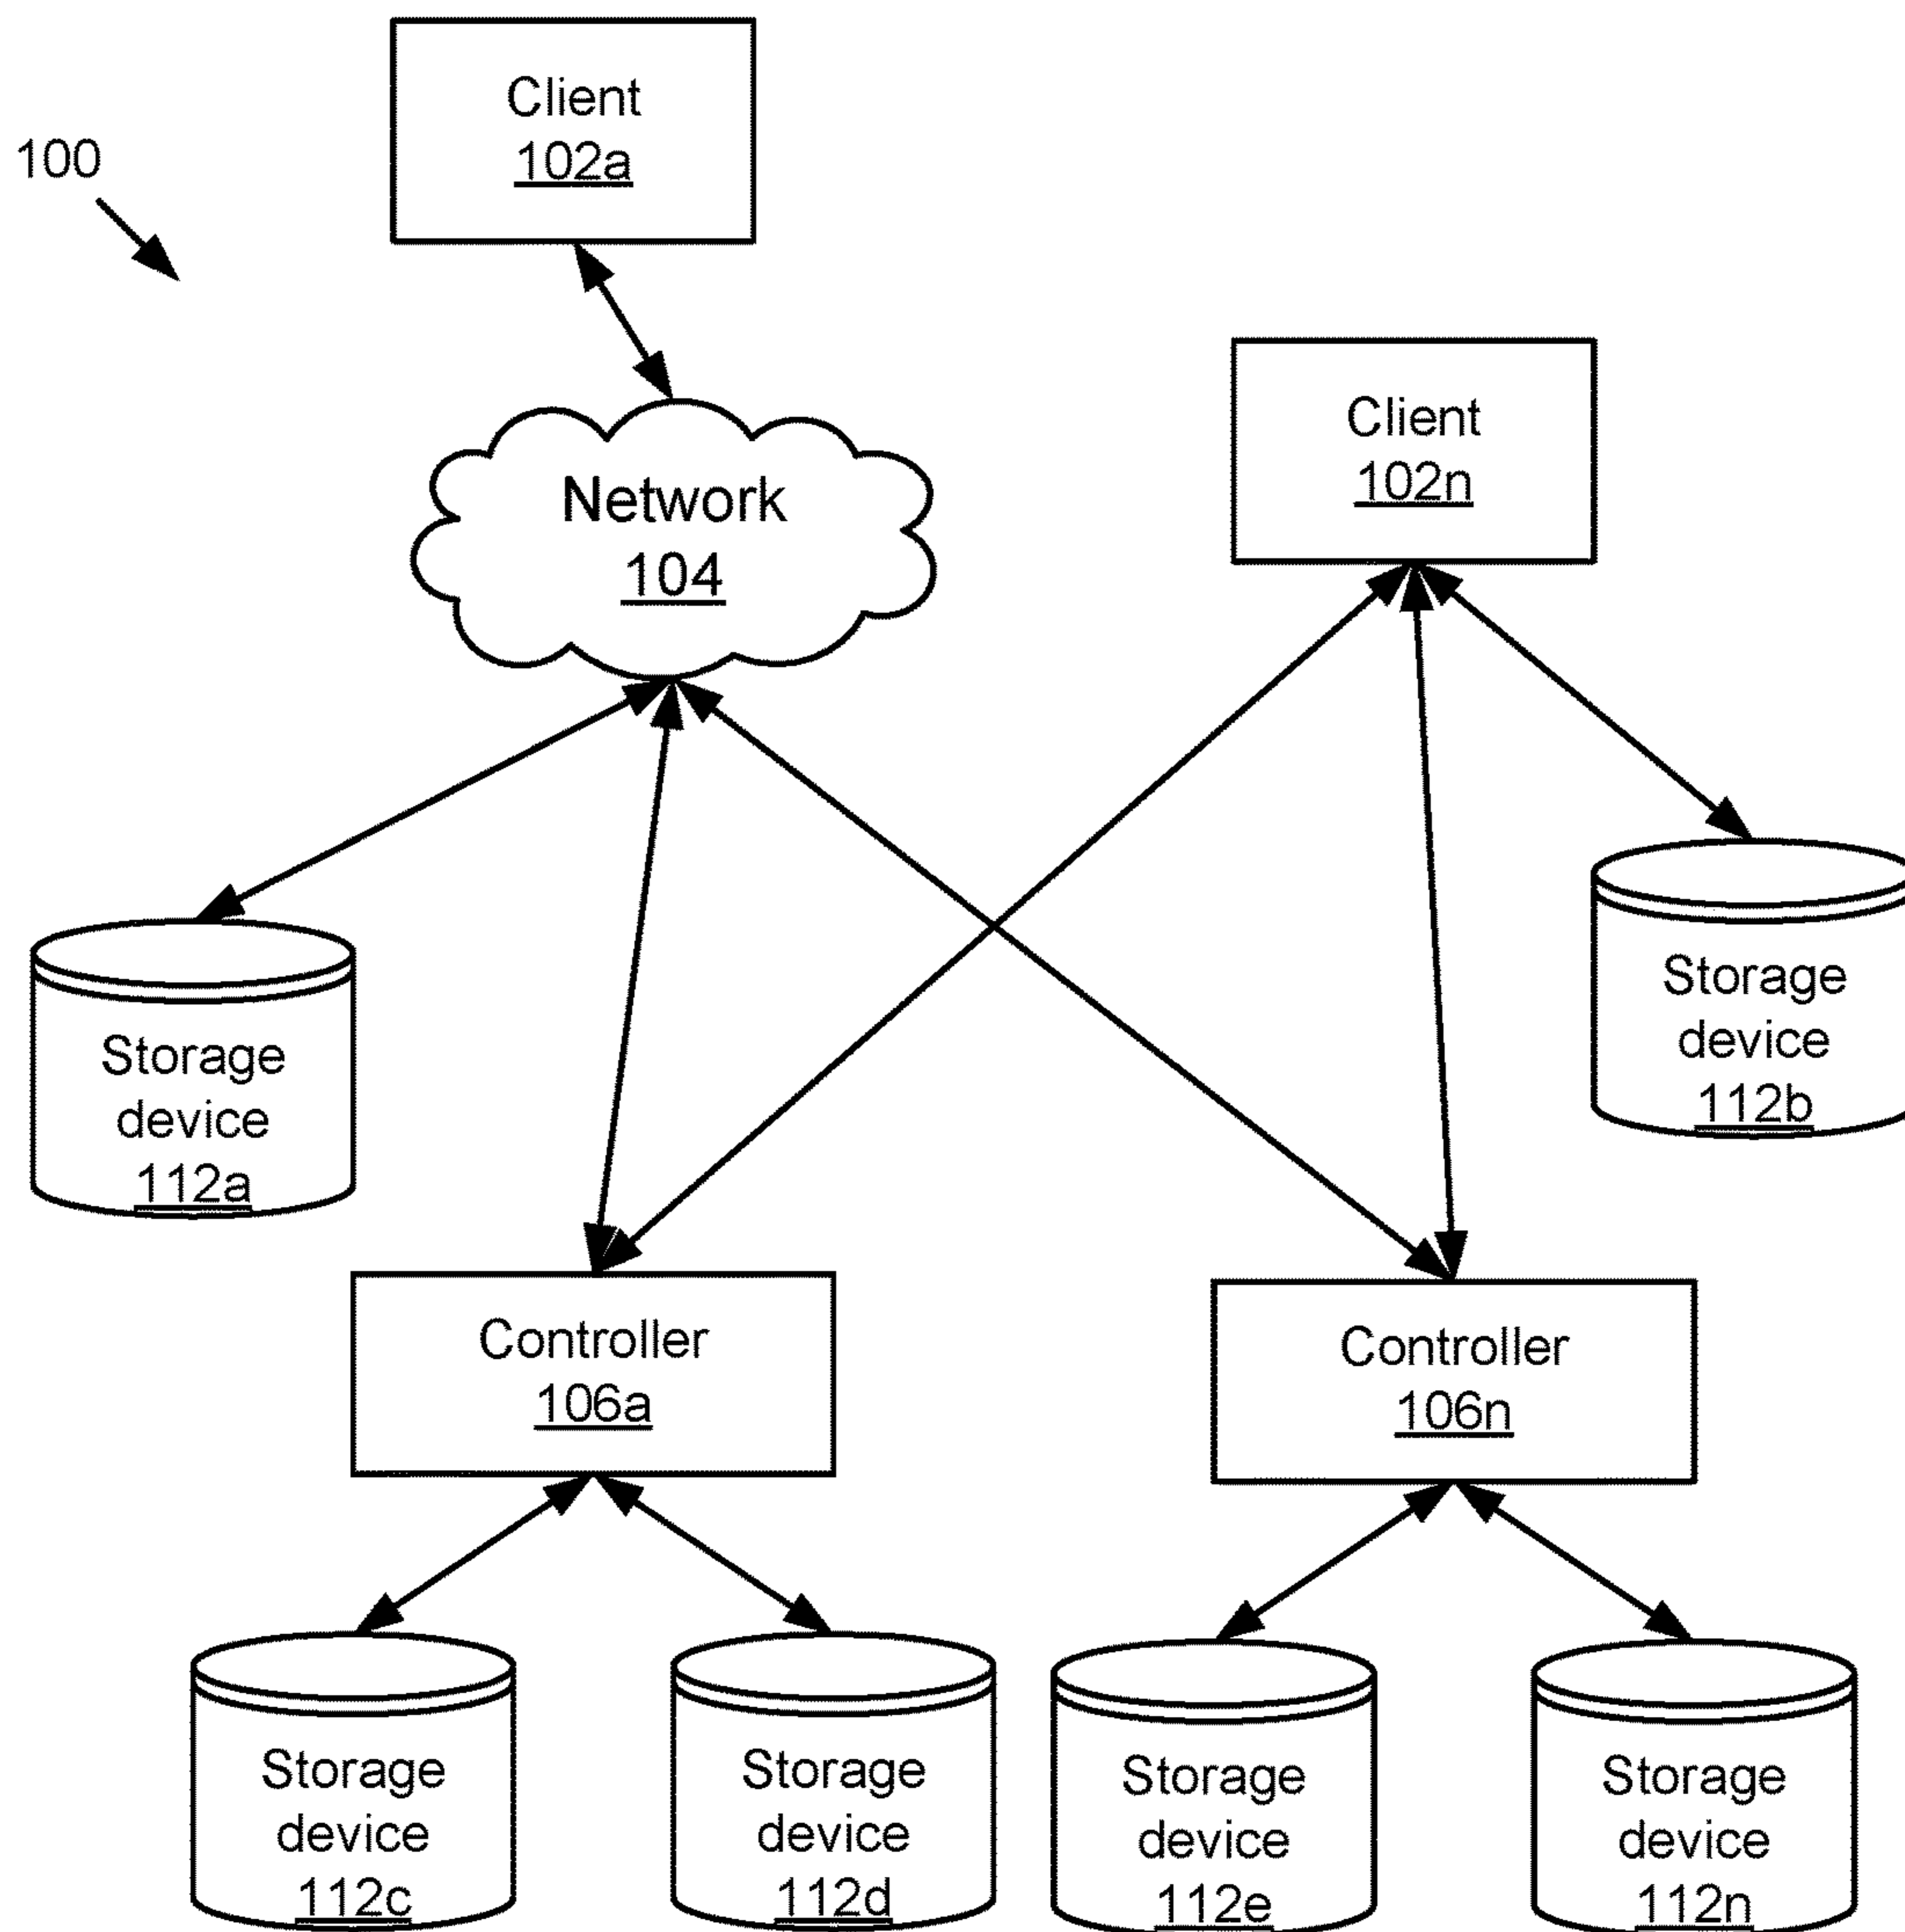 Client
102a
100
Client
102n
Network
104
Storage
device
112b
Storage
device
112a
Controller
106a
Controller
106n
Storage
device
112c
Storage
device
112d
Storage
device
112e
Storage
device
112n